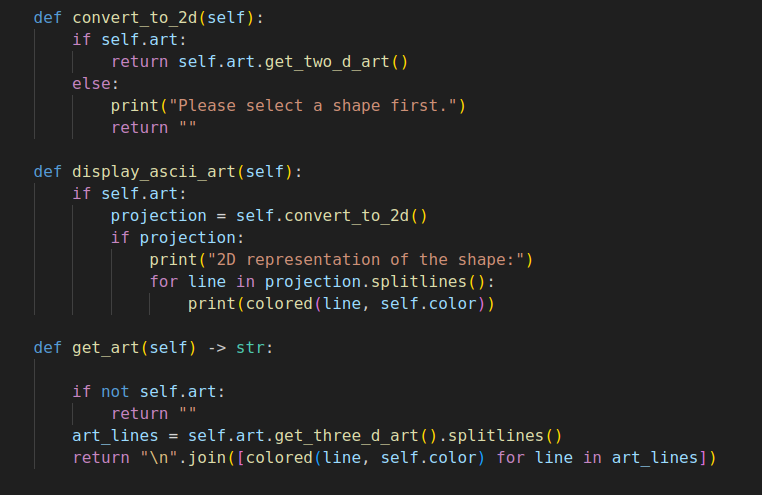 def convert_to_2d(self):
    if self.art:
        return self.art.get_two_d_art()
    else:
        print("Please select a shape first.")
        return ""

def display_ascii_art(self):
    if self.art:
        projection = self.convert_to_2d()
        if projection:
            print("2D representation of the shape:")
            for line in projection.splitlines():
                print(colored(line, self.color))

def get_art(self) -> str:

    if not self.art:
        return ""
    art_lines = self.art.get_three_d_art().splitlines()
    return "\n".join([colored(line, self.color) for line in art_lines])